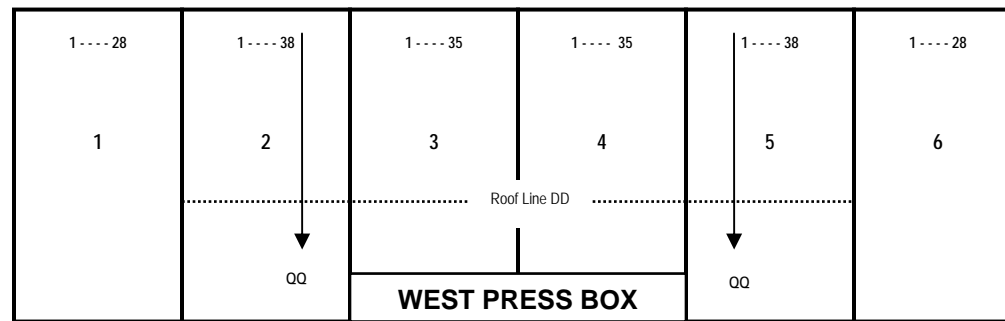 1 - - - - 28 1 - - - - 38 1 - - - - 35 1 - - - - 35 1 - - - - 38 1 - - - - 28
1 2 3 4 5 6
Roof Line DD
QQ QQ
WEST PRESS BOX